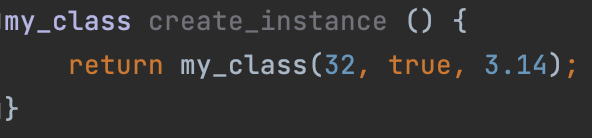 my_class create_instance () {
    return my_class(32, true, 3.14);
}